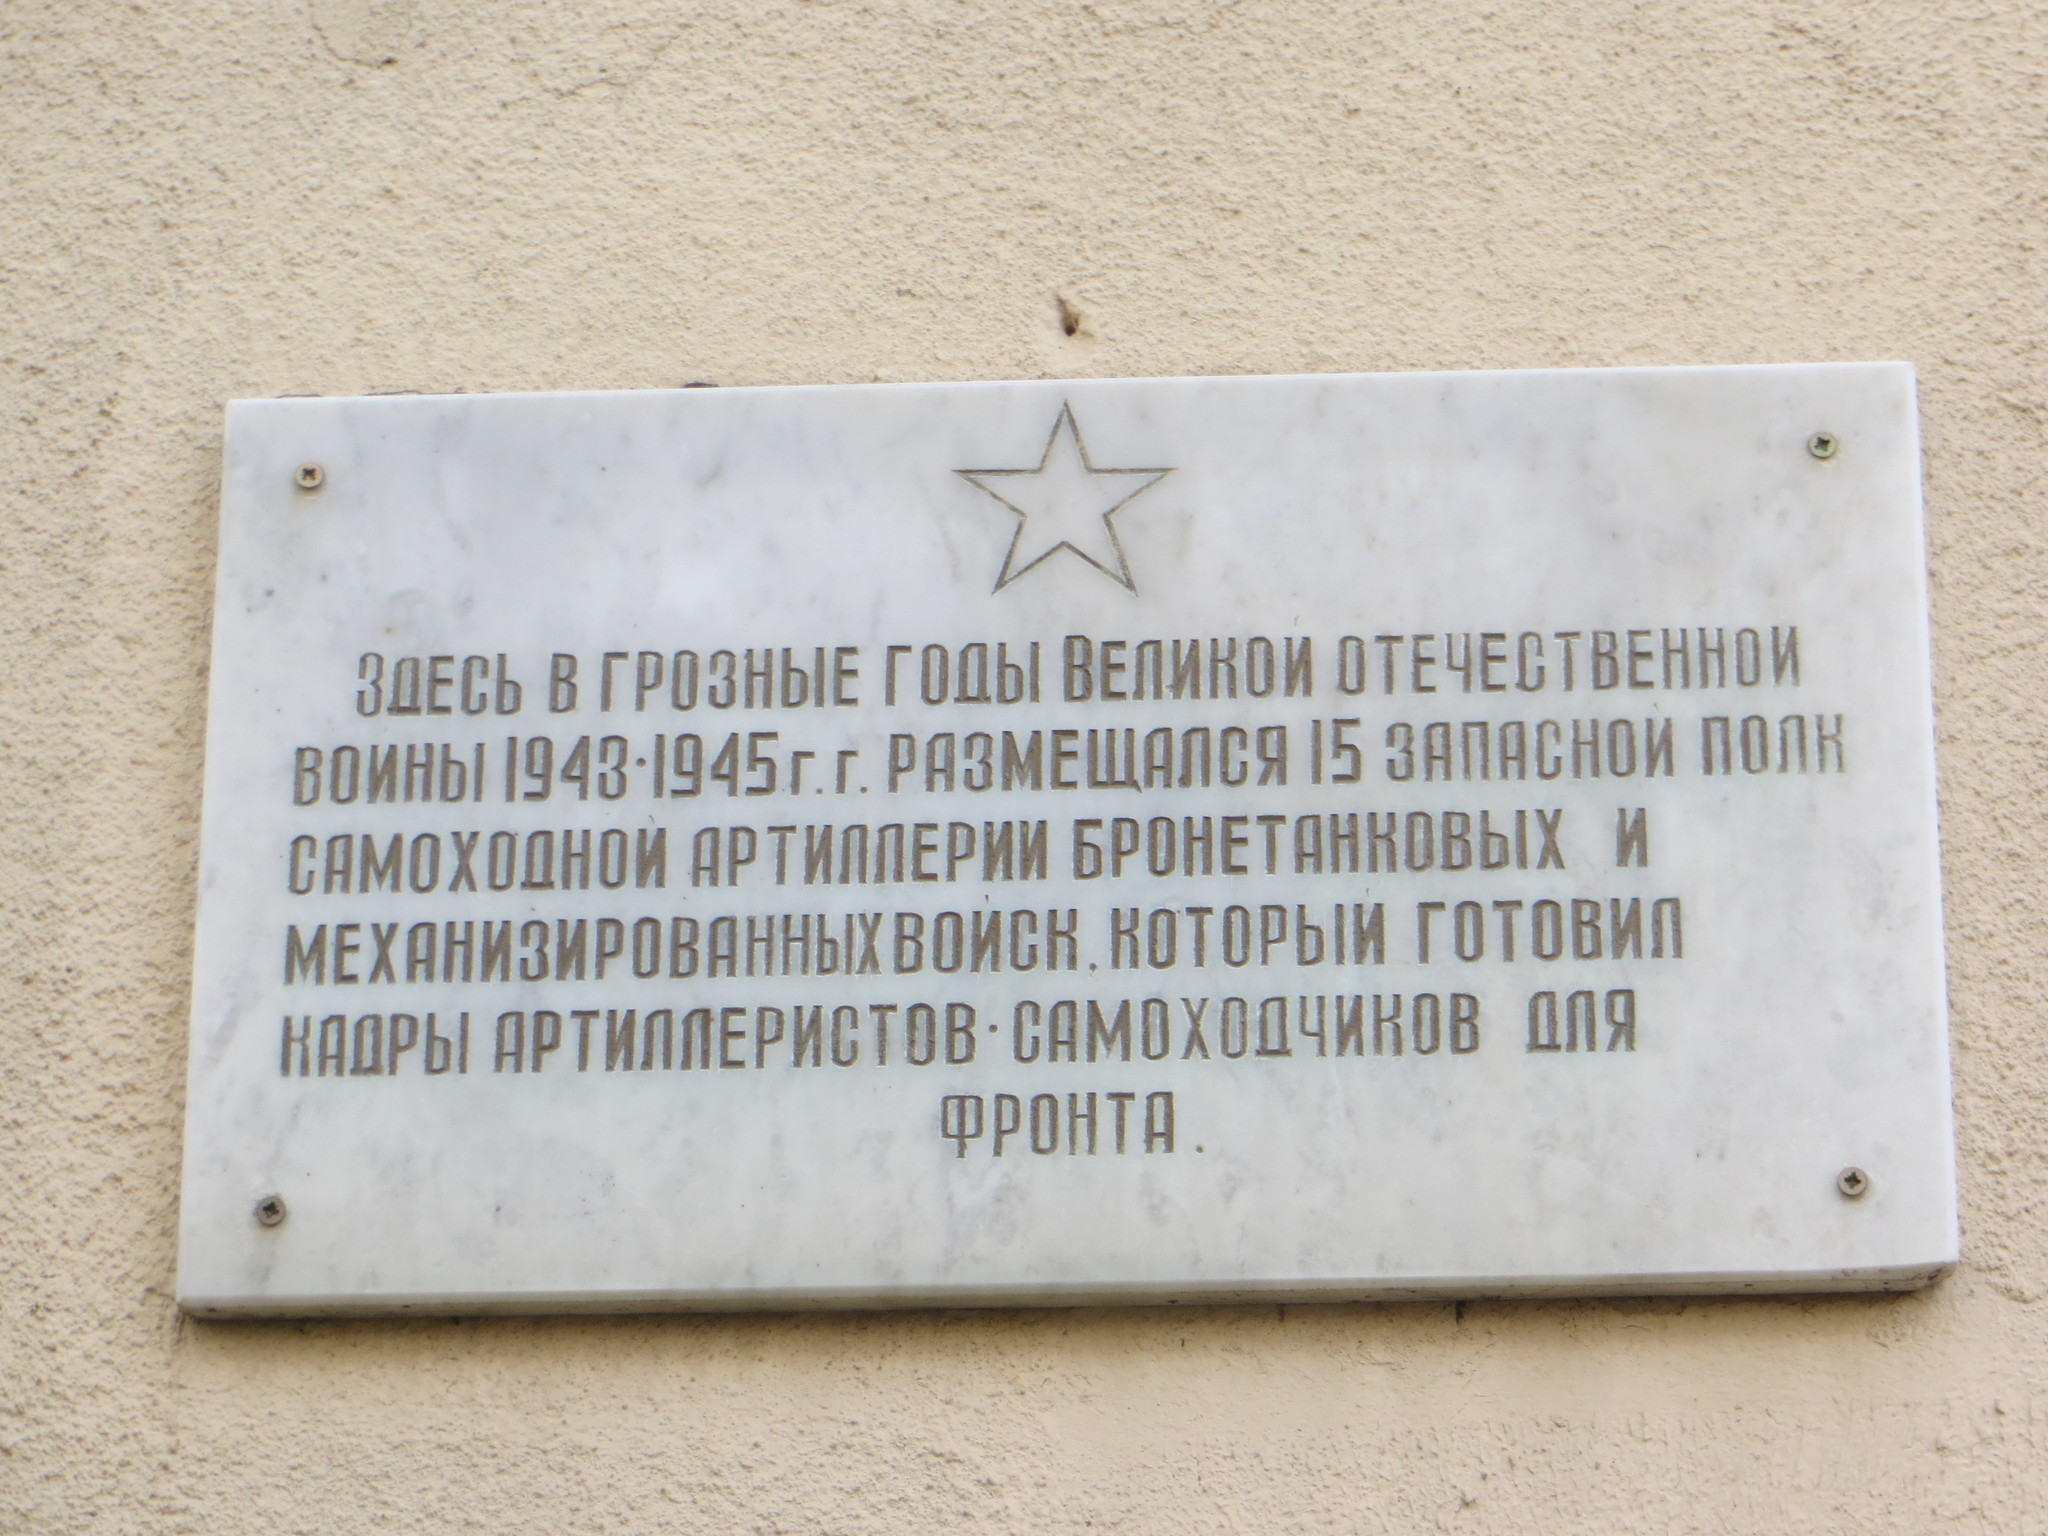 ЗДЕСЬ В ГРОЗНЫЕ ГОДЫ ВЕЛИКОЙ ОТЕЧЕСТВЕННОЙ
ВОЙНЫ 1943-1945 г.г. РАЗМЕЩАЛСЯ 15 ЗАПАСНОЙ ПОЛК
САМОХОДНОЙ АРТИЛЛЕРИИ БРОНЕТАНКОВЫХ И
МЕХАНИЗИРОВАННЫХ ВОЙСК, КОТОРЫЙ ГОТОВИЛ
КАДРЫ АРТИЛЛЕРИСТОВ-САМОХОДЧИКОВ ДЛЯ
ФРОНТА.